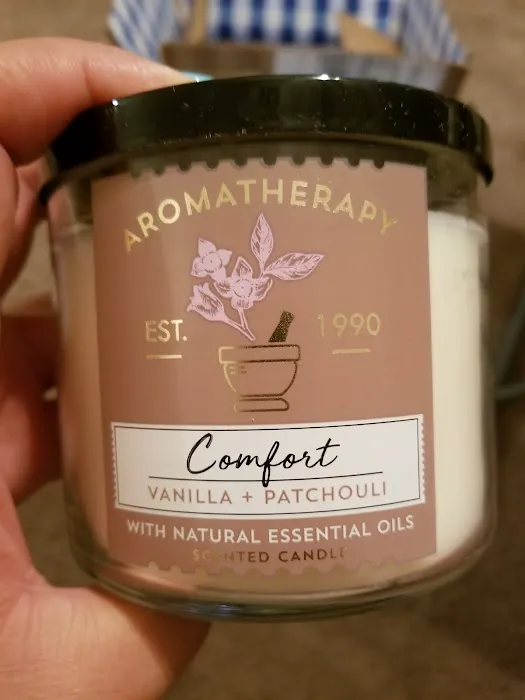 AROMATHERAPY
EST. 1990
Comfort
VANILLA + PATCHOULI
WITH NATURAL ESSENTIAL OILS
SCENTED CANDLE